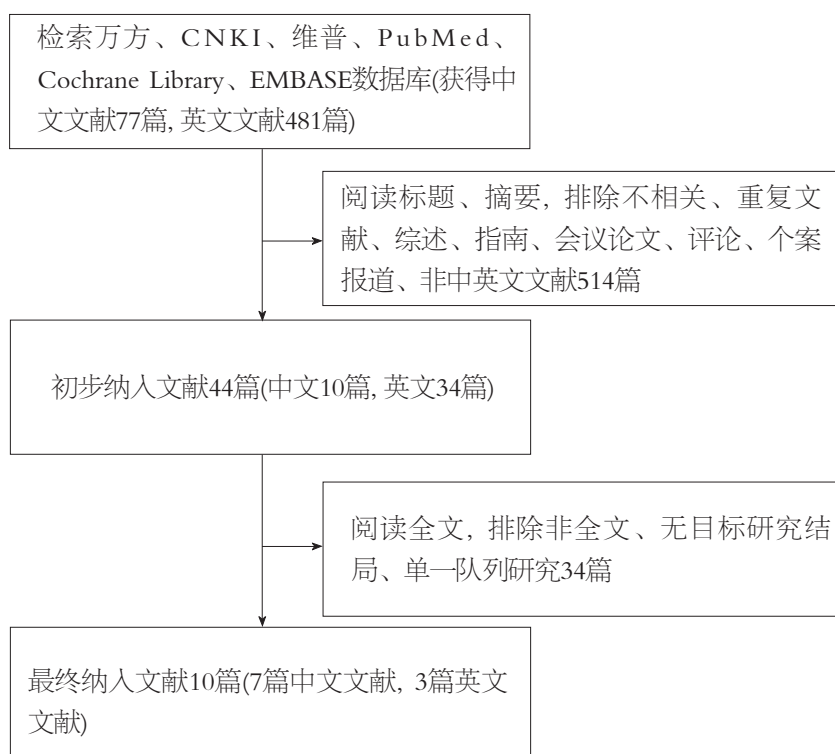 检索万方、CNKI、维普、PubMed、
Cochrane Library、EMBASE数据库(获得中
文文献77篇, 英文文献481篇)
阅读标题、摘要, 排除不相关、重复文
献、综述、指南、会议论文、评论、个案
报道、非中英文文献514篇
初步纳入文献44篇(中文10篇, 英文34篇)
阅读全文, 排除非全文、无目标研究结
局、单一队列研究34篇
最终纳入文献10篇(7篇中文文献, 3篇英文
文献)